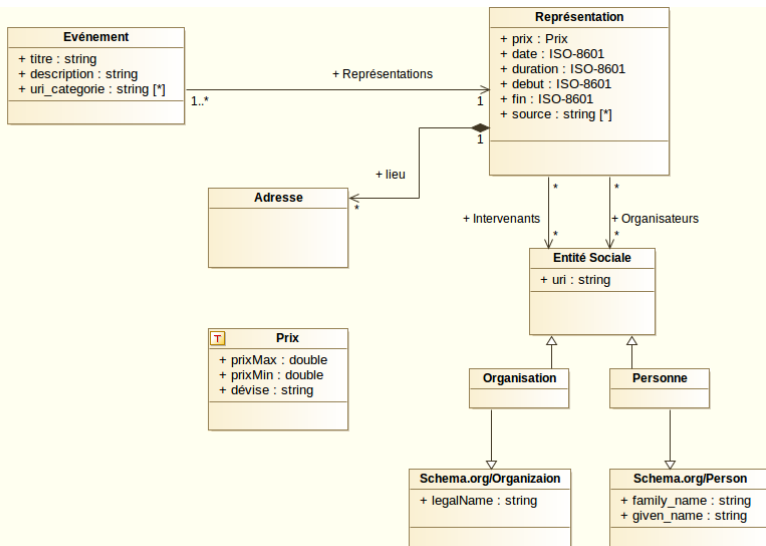 Evénement
+ titre : string
+ description : string
+ uri_categorie : string [*]
+ Représentations
1..*
1
Représentation
+ prix : Prix
+ date : ISO-8601
+ duration : ISO-8601
+ debut : ISO-8601
+ fin : ISO-8601
+ source : string [*]
1
+ lieu
*
Adresse
*
*
+ Intervenants
+ Organisateurs
*
*
Entité Sociale
+ uri : string
T
Prix
+ prixMax : double
+ prixMin : double
+ dévise : string
Organisation
Personne
Schema.org/Organizaion
+ legalName : string
Schema.org/Person
+ family_name : string
+ given_name : string